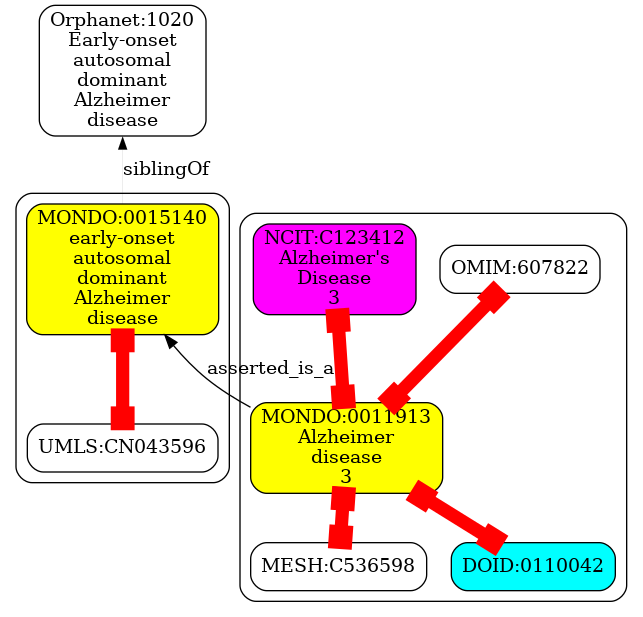 Orphanet:1020
Early-onset
autosomal
dominant
Alzheimer
disease
siblingOf
MONDO:0015140
early-onset
autosomal
dominant
Alzheimer
disease
NCIT:C123412
Alzheimer's
Disease
3
OMIM:607822
asserted_is_a
MONDO:0011913
Alzheimer
disease
3
UMLS:CN043596
MESH:C536598
DOID:0110042